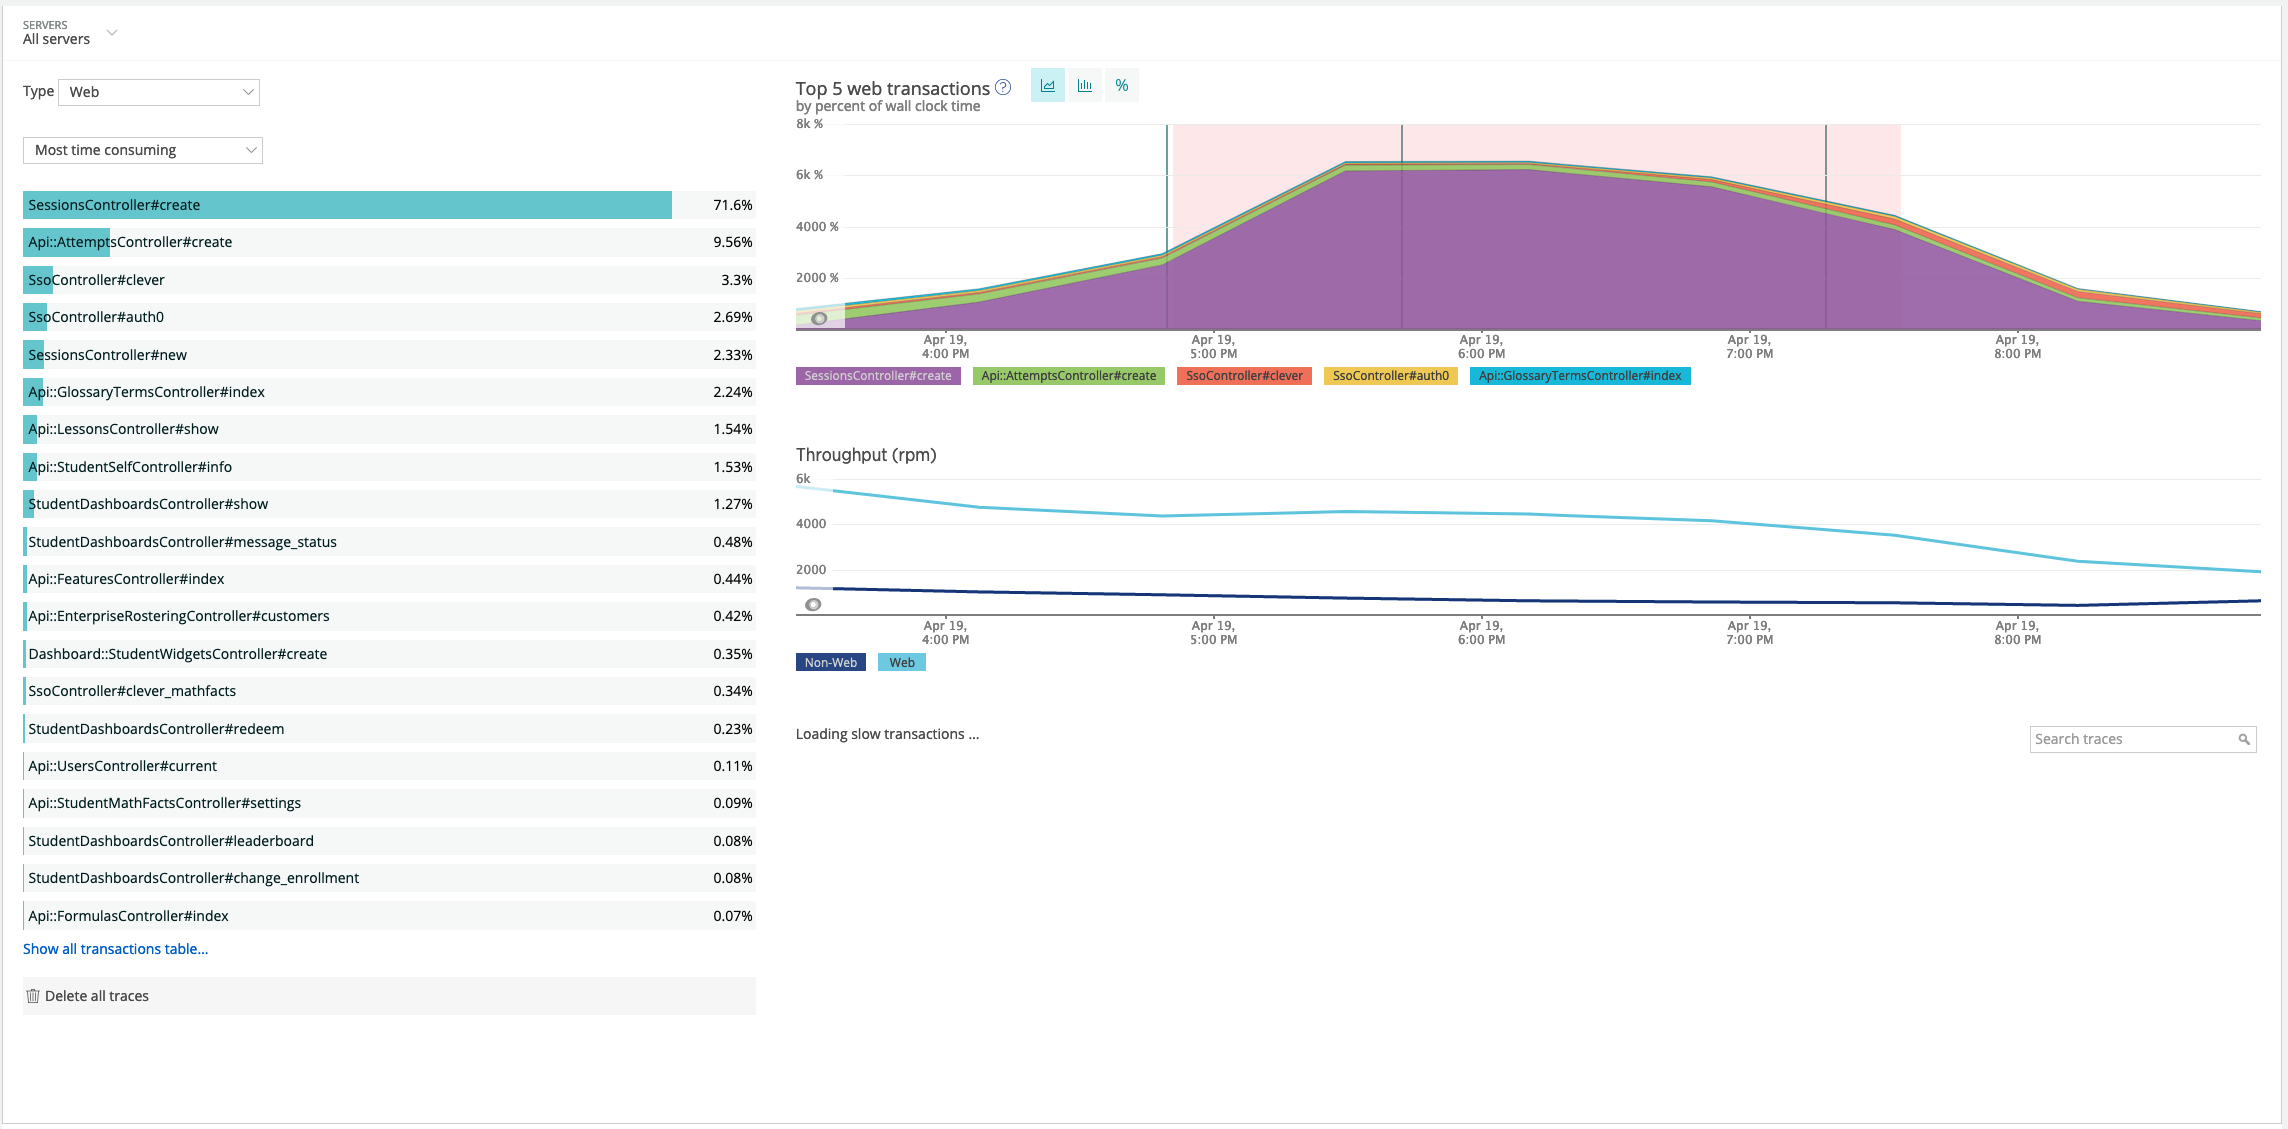 SERVERS
All servers
Type Web
Most time consuming
SessionsController#create 71.6%
Api::AttemptsController#create 9.56%
SsoController#clever 3.3%
SsoController#auth0 2.69%
SessionsController#new 2.33%
Api::GlossaryTermsController#index 2.24%
Api::LessonsController#show 1.54%
Api::StudentSelfController#info 1.53%
StudentDashboardsController#show 1.27%
StudentDashboardsController#message_status 0.48%
Api::FeaturesController#index 0.44%
Api::EnterpriseRosteringController#customers 0.42%
Dashboard::StudentWidgetsController#create 0.35%
SsoController#clever_mathfacts 0.34%
StudentDashboardsController#redeem 0.23%
Api::UsersController#current 0.11%
Api::StudentMathFactsController#settings 0.09%
StudentDashboardsController#leaderboard 0.08%
StudentDashboardsController#change_enrollment 0.08%
Api::FormulasController#index 0.07%
Show all transactions table...
Delete all traces
Top 5 web transactions ? %
by percent of wall clock time
8k %
6k %
4000 %
2000 %
Apr 19, Apr 19, Apr 19, Apr 19, Apr 19,
4:00 PM 5:00 PM 6:00 PM 7:00 PM 8:00 PM
SessionsController#create Api::AttemptsController#create SsoController#clever SsoController#auth0 Api::GlossaryTermsController#index
Throughput (rpm)
6k
4000
2000
Apr 19, Apr 19, Apr 19, Apr 19, Apr 19,
4:00 PM 5:00 PM 6:00 PM 7:00 PM 8:00 PM
Non-Web Web
Loading slow transactions ...
Search traces